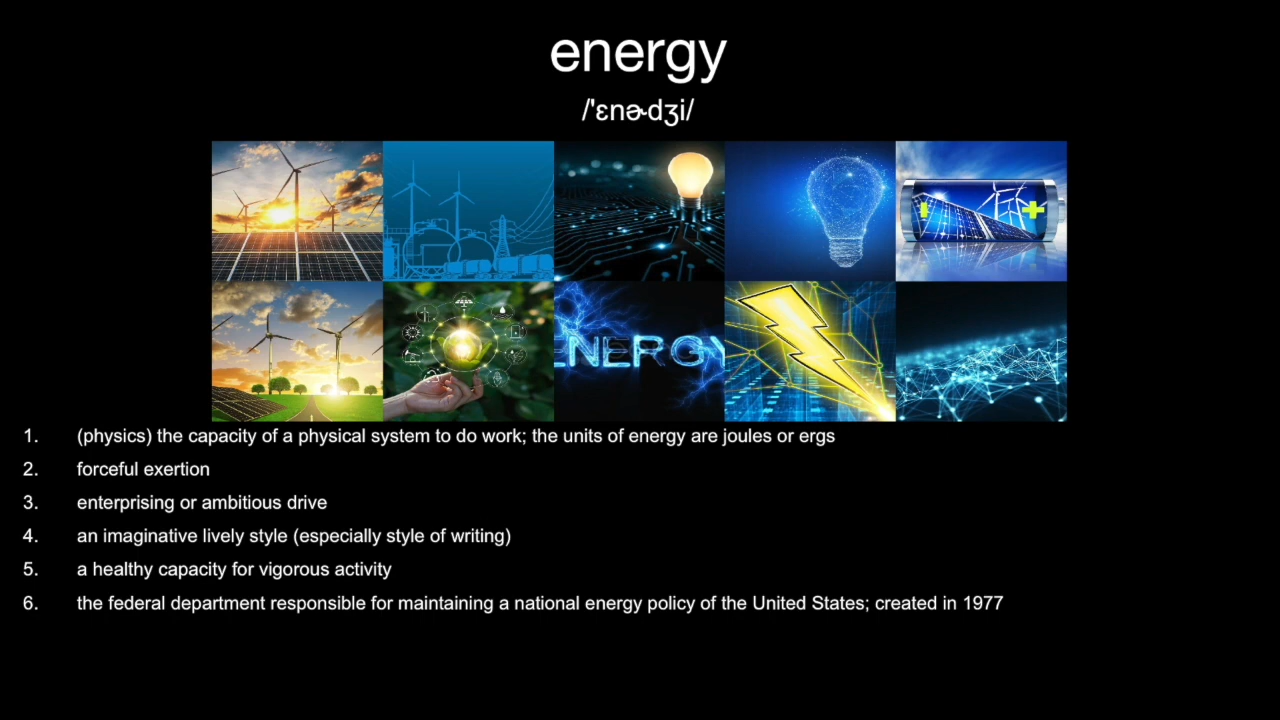 energy
/'ɛnɚdʒi/
ENERGY
1. (physics) the capacity of a physical system to do work; the units of energy are joules or ergs
2. forceful exertion
3. enterprising or ambitious drive
4. an imaginative lively style (especially style of writing)
5. a healthy capacity for vigorous activity
6. the federal department responsible for maintaining a national energy policy of the United States; created in 1977